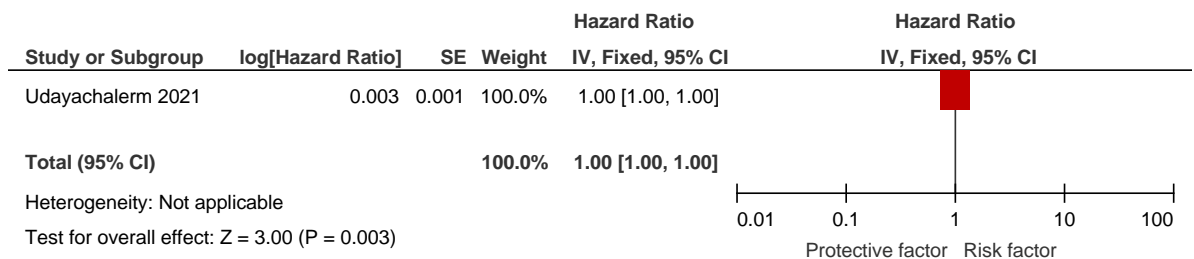 Hazard Ratio Hazard Ratio
Study or Subgroup log[Hazard Ratio] SE Weight IV, Fixed, 95% CI IV, Fixed, 95% CI
Udayachalerm 2021 0.003 0.001 100.0% 1.00 [1.00, 1.00]
Total (95% CI) 100.0% 1.00 [1.00, 1.00]
Heterogeneity: Not applicable
Test for overall effect: Z = 3.00 (P = 0.003)
0.01 0.1 1 10 100
Protective factor Risk factor